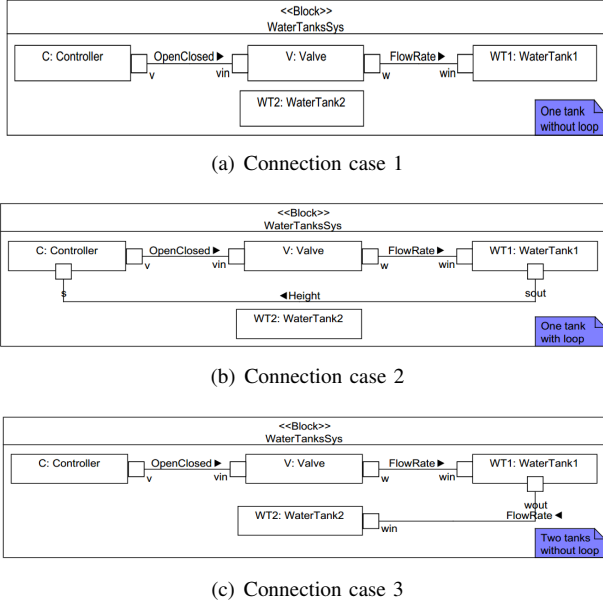 <<Block>>
WaterTanksSys
C: Controller
OpenClosed ►
V: Valve
FlowRate ►
WT1: WaterTank1
v
vin
w
win
WT2: WaterTank2
One tank
without loop
(a) Connection case 1
<<Block>>
WaterTanksSys
C: Controller
OpenClosed ►
V: Valve
FlowRate ►
WT1: WaterTank1
v
vin
w
win
s
◄Height
sout
WT2: WaterTank2
One tank
with loop
(b) Connection case 2
<<Block>>
WaterTanksSys
C: Controller
OpenClosed ►
V: Valve
FlowRate ►
WT1: WaterTank1
v
vin
w
win
wout
WT2: WaterTank2
FlowRate ◄
win
Two tanks
without loop
(c) Connection case 3